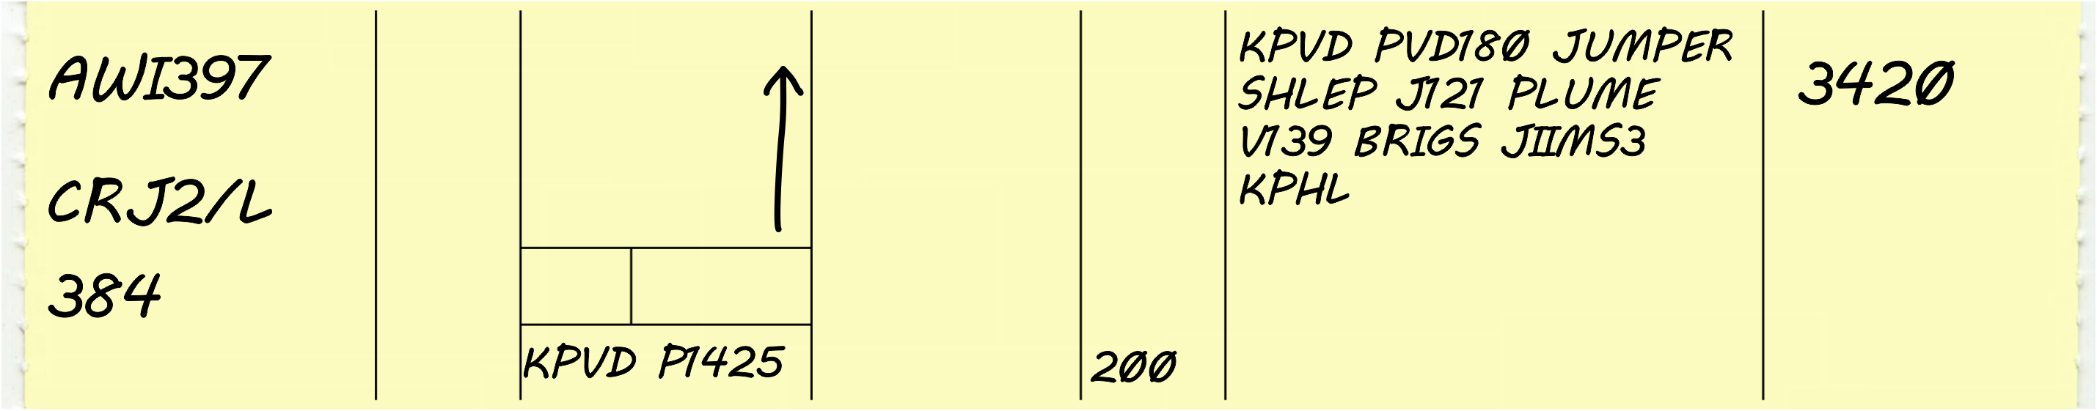 AWI397
CRJ2/L
384
KPVD P1425
200
KPVD PVD180 JUMPER
SHLEP J121 PLUME
V139 BRIGS JIIMS3
KPHL
3420